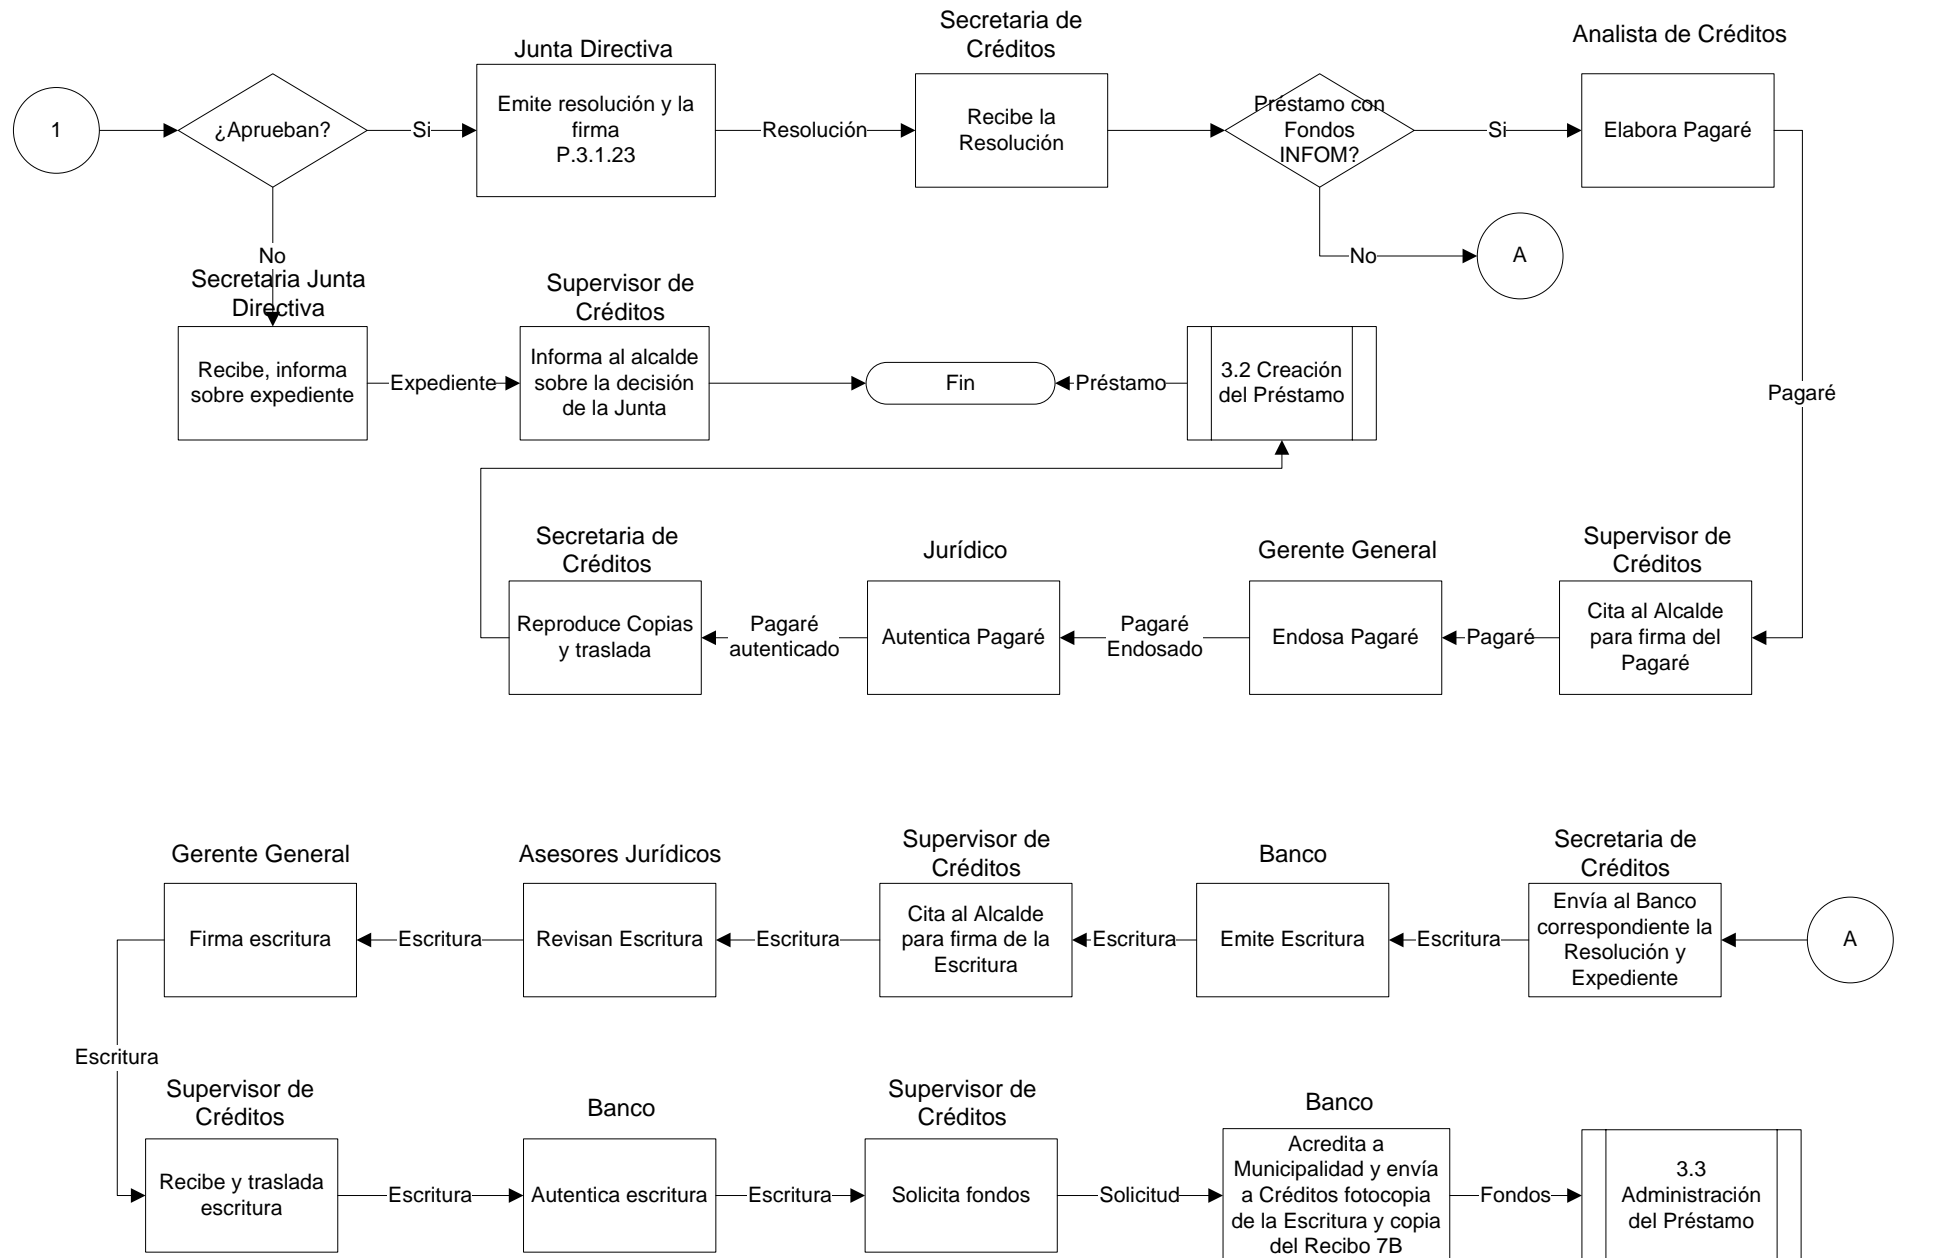 1
¿Aprueban?
Si
Junta Directiva
Emite resolución y la
firma
P.3.1.23
Resolución
Secretaria de
Créditos
Recibe la
Resolución
Préstamo con
Fondos
INFOM?
Si
Analista de Créditos
Elabora Pagaré
No
A
No
Secretaria Junta
Directiva
Recibe, informa
sobre expediente
Expediente
Supervisor de
Créditos
Informa al alcalde
sobre la decisión
de la Junta
Fin
Préstamo
3.2 Creación
del Préstamo
Pagaré
Secretaria de
Créditos
Reproduce Copias
y traslada
Pagaré
autenticado
Jurídico
Autentica Pagaré
Pagaré
Endosado
Gerente General
Endosa Pagaré
Pagaré
Supervisor de
Créditos
Cita al Alcalde
para firma del
Pagaré
Gerente General
Firma escritura
Escritura
Asesores Jurídicos
Revisan Escritura
Escritura
Supervisor de
Créditos
Cita al Alcalde
para firma de la
Escritura
Escritura
Banco
Emite Escritura
Escritura
Secretaria de
Créditos
Envía al Banco
correspondiente la
Resolución y
Expediente
A
Escritura
Supervisor de
Créditos
Recibe y traslada
escritura
Escritura
Banco
Autentica escritura
Escritura
Supervisor de
Créditos
Solicita fondos
Solicitud
Banco
Acredita a
Municipalidad y envía
a Créditos fotocopia
de la Escritura y copia
del Recibo 7B
Fondos
3.3
Administración
del Préstamo